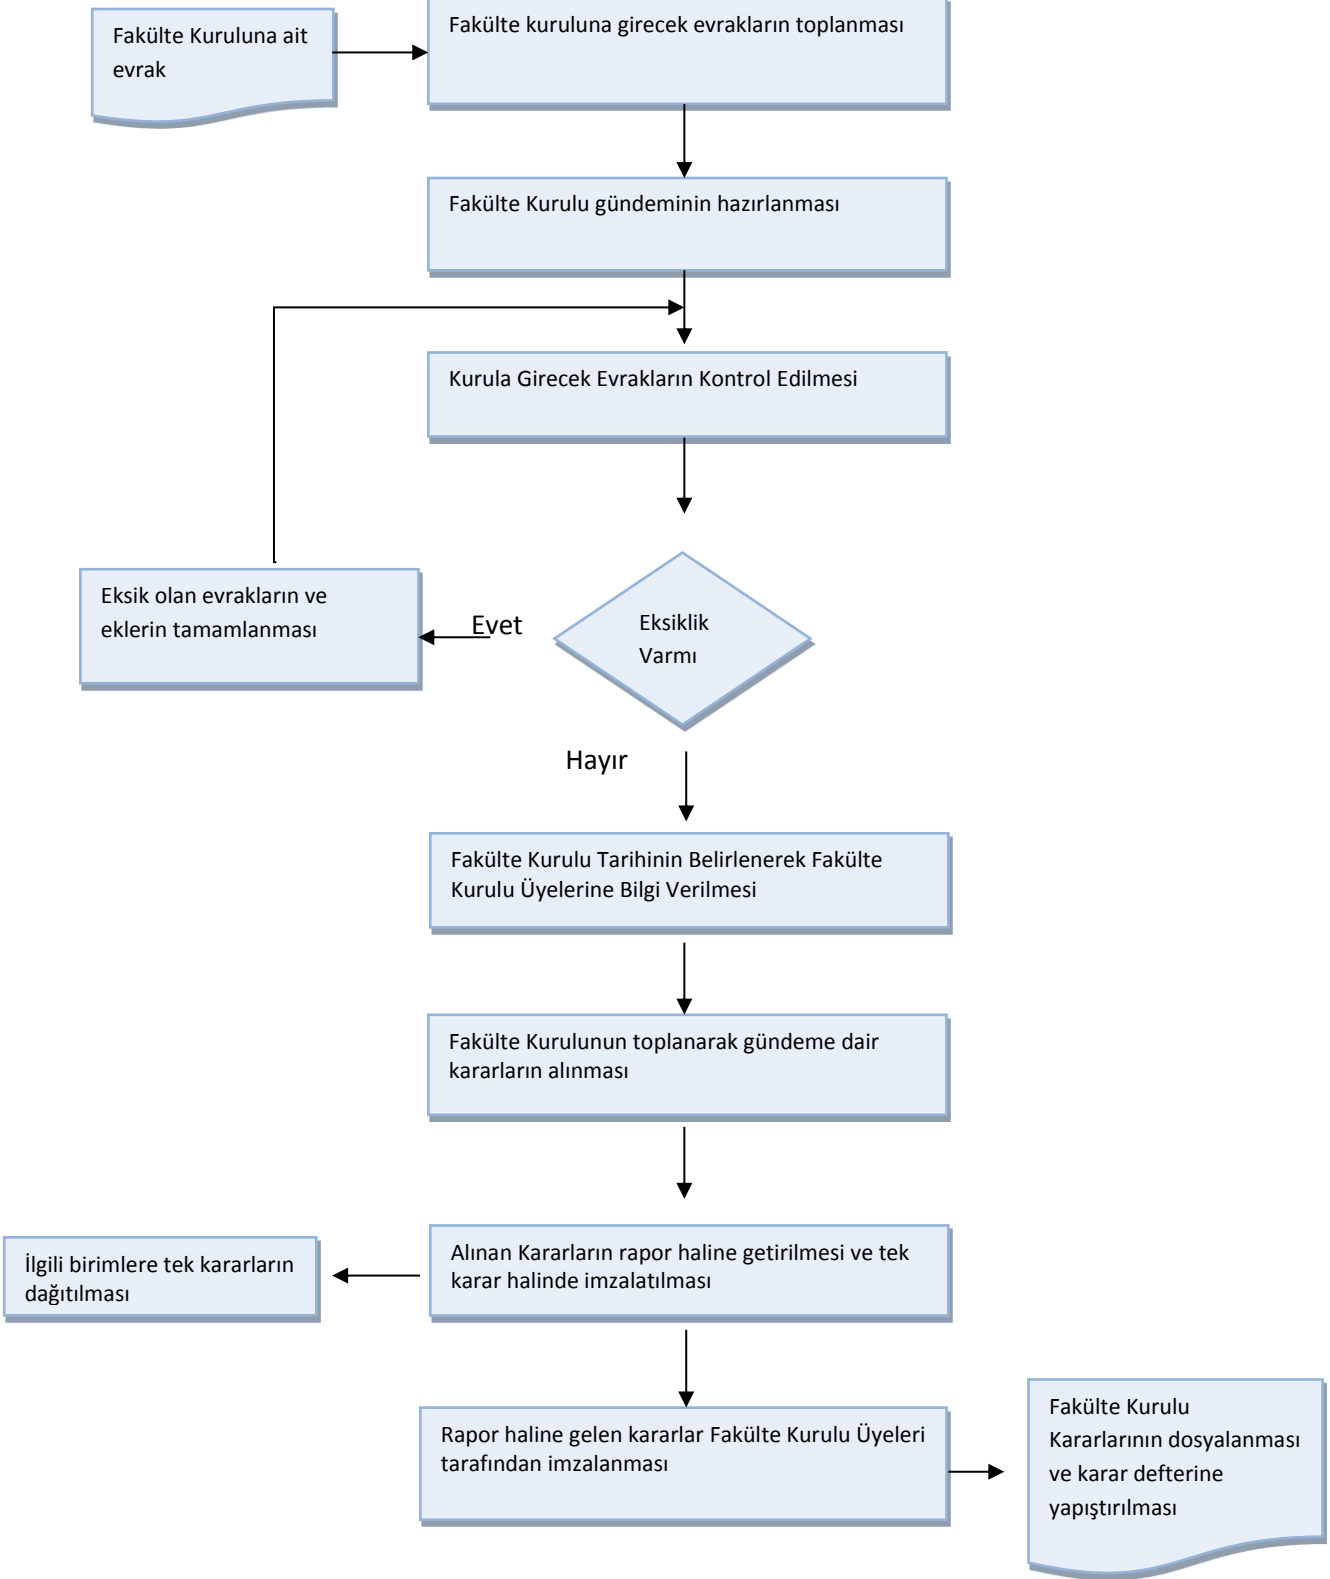 Fakülte Kuruluna ait
evrak
Fakülte kuruluna girecek evrakların toplanması
Fakülte Kurulu gündeminin hazırlanması
Kurula Girecek Evrakların Kontrol Edilmesi
Eksik olan evrakların ve
eklerin tamamlanması
Evet
Eksiklik
Varmı
Hayır
Fakülte Kurulu Tarihinin Belirlenerek Fakülte
Kurulu Üyelerine Bilgi Verilmesi
Fakülte Kurulunun toplanarak gündeme dair
kararların alınması
İlgili birimlere tek kararların
dağıtılması
Alınan Kararların rapor haline getirilmesi ve tek
karar halinde imzalatılması
Rapor haline gelen kararlar Fakülte Kurulu Üyeleri
tarafından imzalanması
Fakülte Kurulu
Kararlarının dosyalanması
ve karar defterine
yapıştırılması